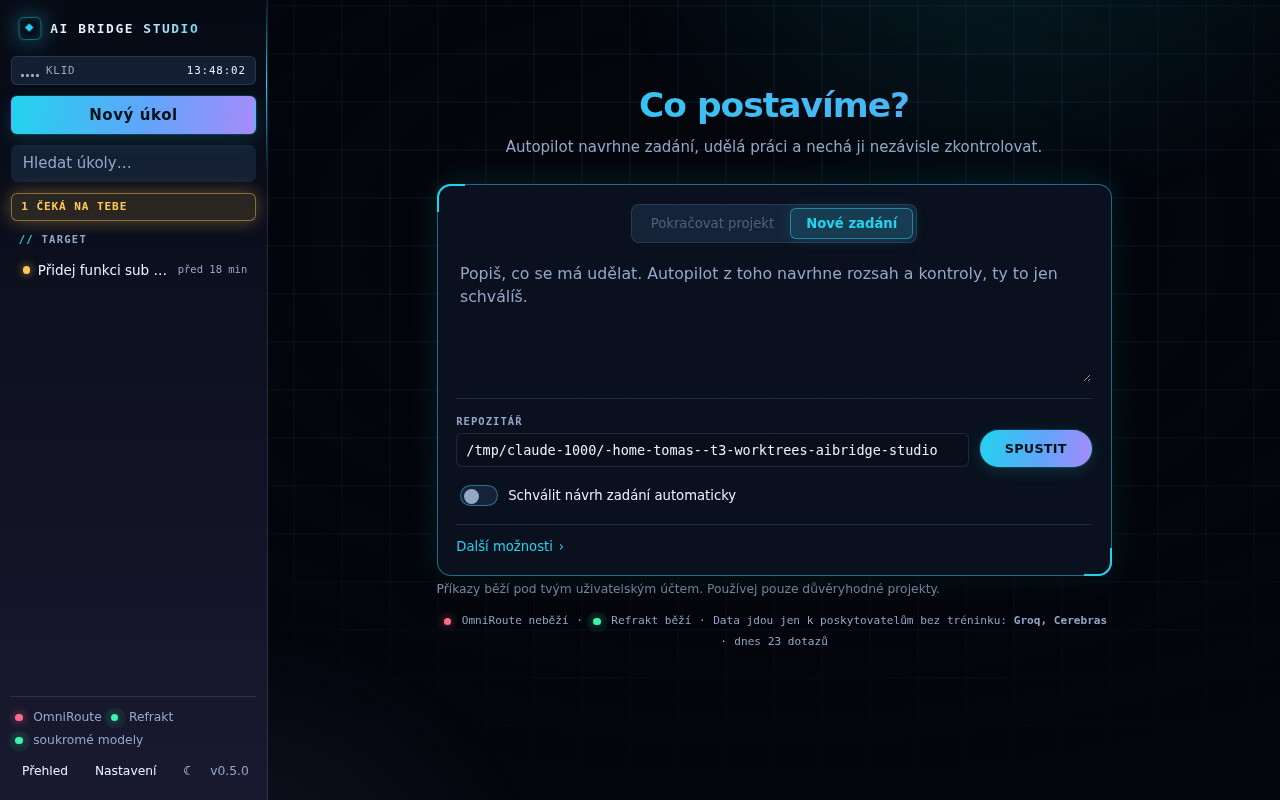 AI BRIDGE STUDIO
KLID 13:48:02
Nový úkol
Hledat úkoly…
1 ČEKÁ NA TEBE
// TARGET
Přidej funkci sub … před 18 min
OmniRoute Refrakt
soukromé modely
Přehled Nastavení ☾ v0.5.0
Co postavíme?
Autopilot navrhne zadání, udělá práci a nechá ji nezávisle zkontrolovat.
Pokračovat projekt Nové zadání
Popiš, co se má udělat. Autopilot z toho navrhne rozsah a kontroly, ty to jen
schválíš.
REPOZITÁŘ
/tmp/claude-1000/-home-tomas--t3-worktrees-aibridge-studio
SPUSTIT
Schválit návrh zadání automaticky
Další možnosti ›
Příkazy běží pod tvým uživatelským účtem. Používej pouze důvěryhodné projekty.
OmniRoute neběží · Refrakt běží · Data jdou jen k poskytovatelům bez tréninku: Groq, Cerebras
· dnes 23 dotazů